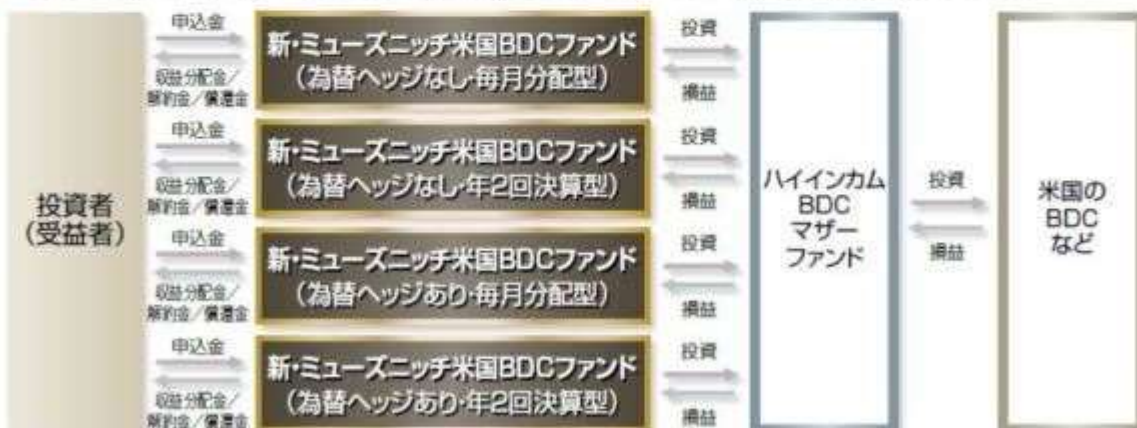 投資者
(受益者)
申込金
収益分配金/
解約金/償還金
新・ミューズニッチ米国BDCファンド
(為替ヘッジなし・毎月分配型)
投資
損益
申込金
収益分配金/
解約金/償還金
新・ミューズニッチ米国BDCファンド
(為替ヘッジなし・年2回決算型)
投資
損益
申込金
収益分配金/
解約金/償還金
新・ミューズニッチ米国BDCファンド
(為替ヘッジあり・毎月分配型)
投資
損益
申込金
収益分配金/
解約金/償還金
新・ミューズニッチ米国BDCファンド
(為替ヘッジあり・年2回決算型)
投資
損益
ハイインカム
BDC
マザー
ファンド
投資
損益
米国の
BDC
など